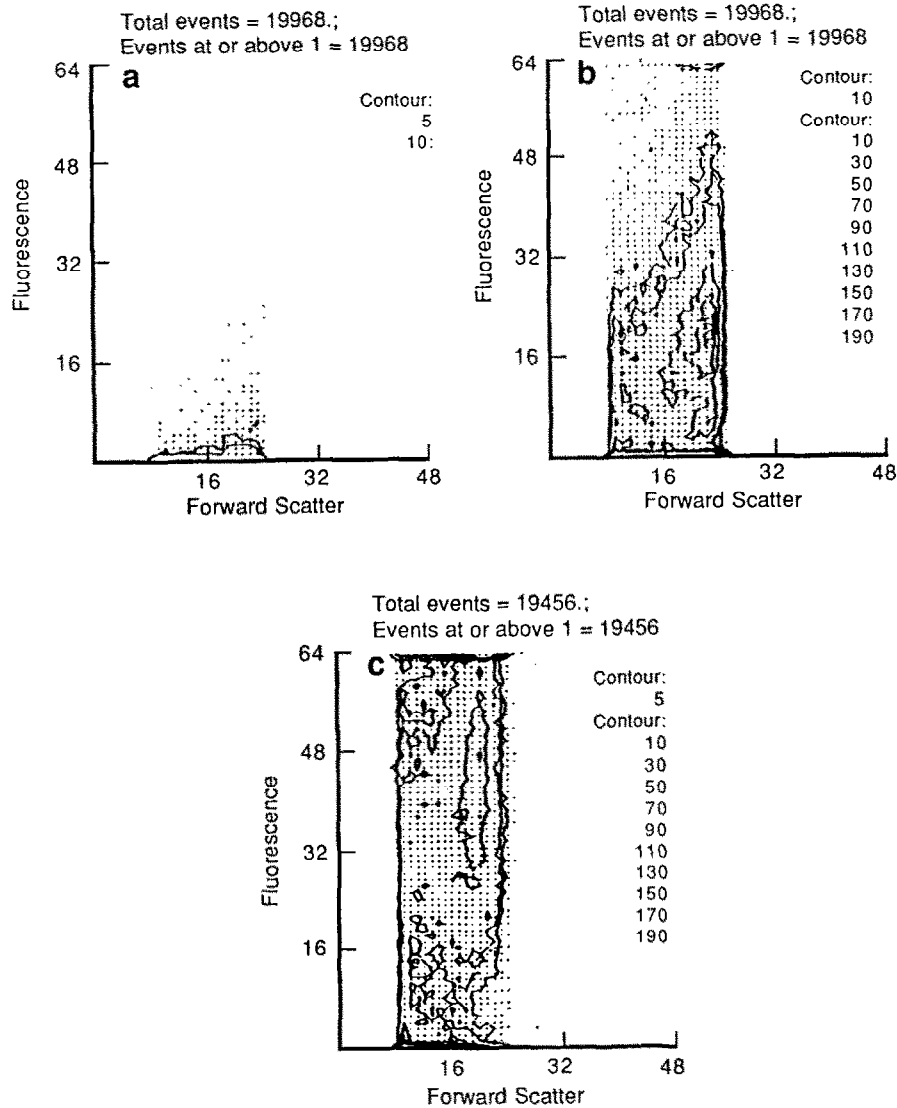 Total events = 19968.;
Events at or above 1 = 19968
a
64
48
32
16
Contour:
5
10:
Fluorescence
16
32
48
Forward Scatter
Total events = 19968.;
Events at or above 1 = 19968
b
64
48
32
16
Contour:
10
Contour:
10
30
50
70
90
110
130
150
170
190
Fluorescence
16
32
48
Forward Scatter
Total events = 19456.;
Events at or above 1 = 19456
c
64
48
32
16
Contour:
5
Contour:
10
30
50
70
90
110
130
150
170
190
Fluorescence
16
32
48
Forward Scatter